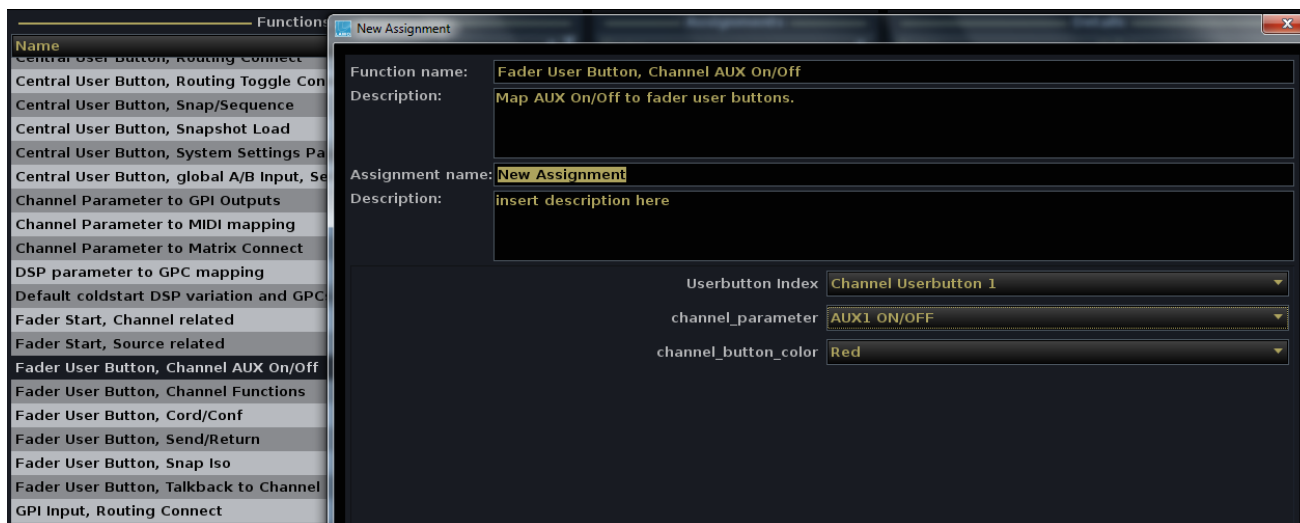 Functions
Name
Central User Button, Routing Connect
Central User Button, Routing Toggle Con
Central User Button, Snap/Sequence
Central User Button, Snapshot Load
Central User Button, System Settings Pa
Central User Button, global A/B Input, Se
Channel Parameter to GPI Outputs
Channel Parameter to MIDI mapping
Channel Parameter to Matrix Connect
DSP parameter to GPC mapping
Default coldstart DSP variation and GPC
Fader Start, Channel related
Fader Start, Source related
Fader User Button, Channel AUX On/Off
Fader User Button, Channel Functions
Fader User Button, Cord/Conf
Fader User Button, Send/Return
Fader User Button, Snap Iso
Fader User Button, Talkback to Channel
GPI Input, Routing Connect
New Assignment
Function name: Fader User Button, Channel AUX On/Off
Description: Map AUX On/Off to fader user buttons.
Assignment name: New Assignment
Description: insert description here
Userbutton Index Channel Userbutton 1
channel_parameter AUX1 ON/OFF
channel_button_color Red